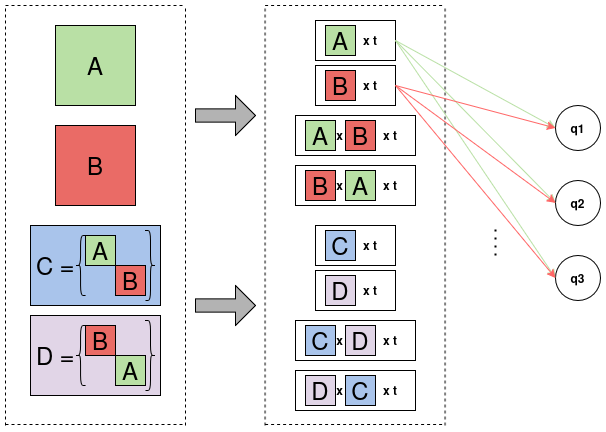 A
B
C = { A B }
D = { B A }
A x t
B x t
A x B x t
B x A x t
C x t
D x t
C x D x t
D x C x t
q1
q2
q3